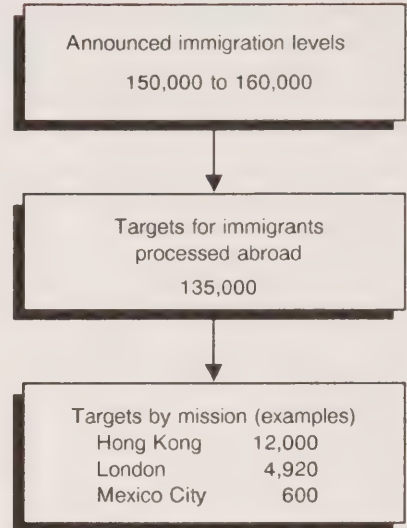 Announced immigration levels
150,000 to 160,000
Targets for immigrants
processed abroad
135,000
Targets by mission (examples)
Hong Kong 12,000
London 4,920
Mexico City 600